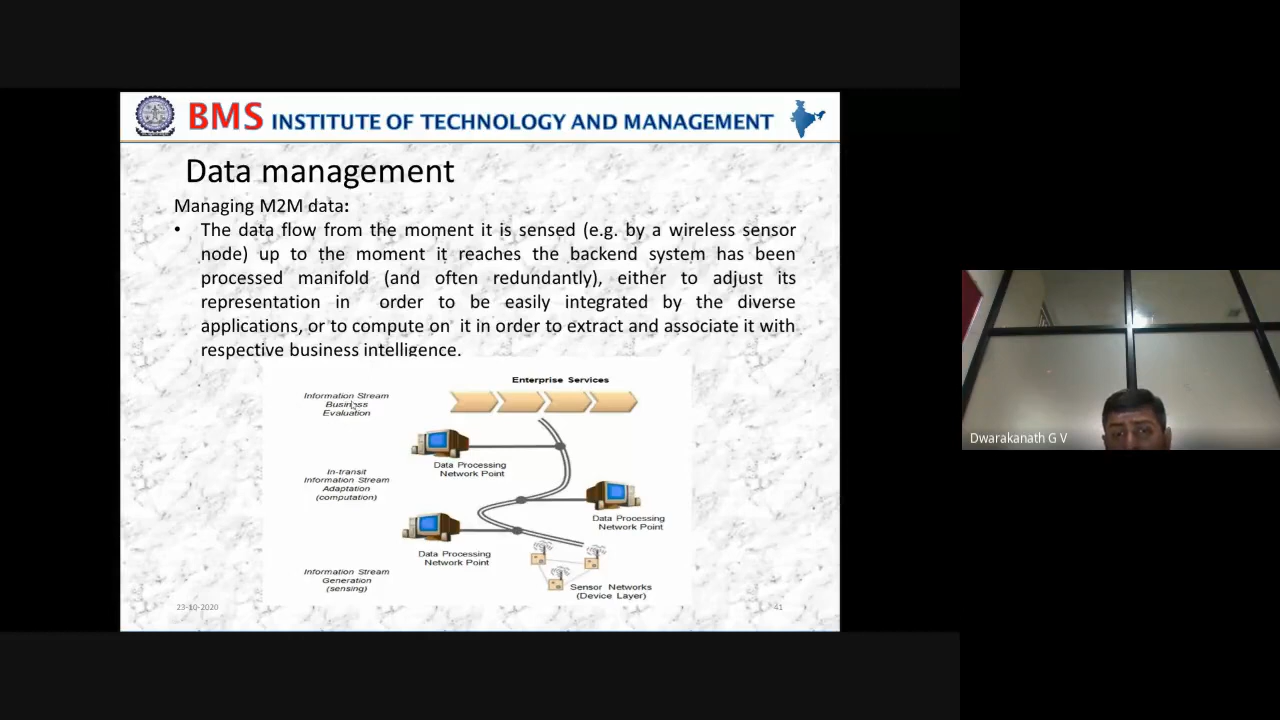 BMS INSTITUTE OF TECHNOLOGY AND MANAGEMENT
Data management
Managing M2M data:
• The data flow from the moment it is sensed (e.g. by a wireless sensor
node) up to the moment it reaches the backend system has been
processed manifold (and often redundantly), either to adjust its
representation in order to be easily integrated by the diverse
applications, or to compute on it in order to extract and associate it with
respective business intelligence.
Enterprise Services
Information Stream
Business
Evaluation
Data Processing
Network Point
In-transit
Information Stream
Adaptation
(computation)
Data Processing
Network Point
Data Processing
Network Point
Information Stream
Generation
(sensing)
Sensor Networks
(Device Layer)
23-10-2020
41
Dwarakanath G V